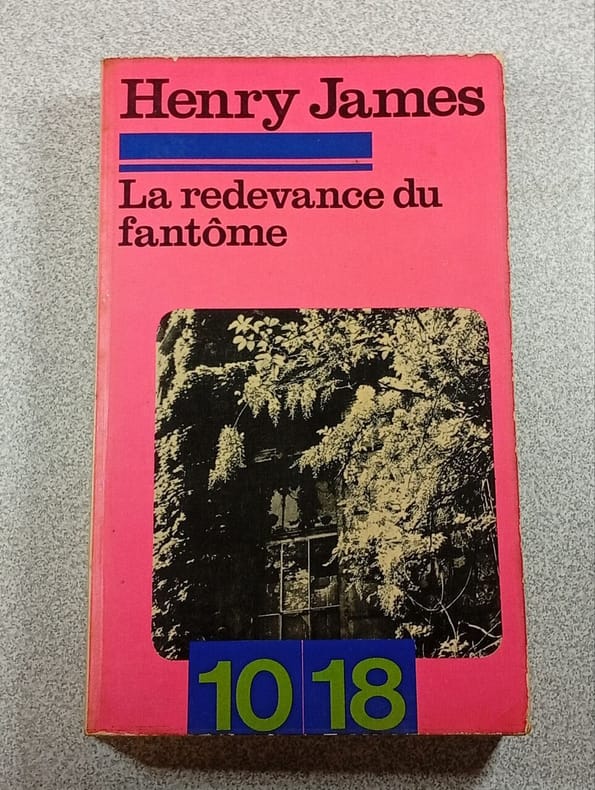 Henry James
La redevance du
fantôme
10 18